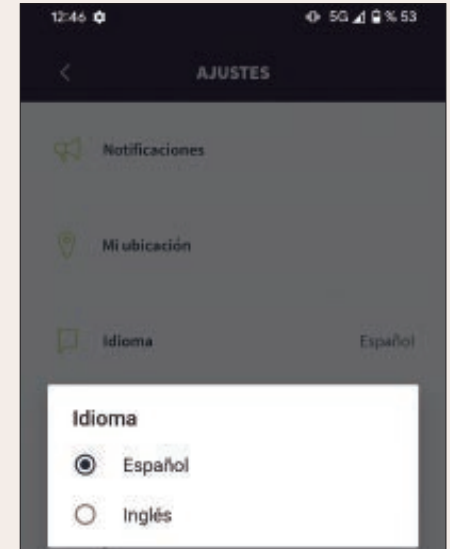 12:46 5G % 53
AJUSTES
Notificaciones
Mi ubicación
Idioma Español
Idioma
Español
Inglés